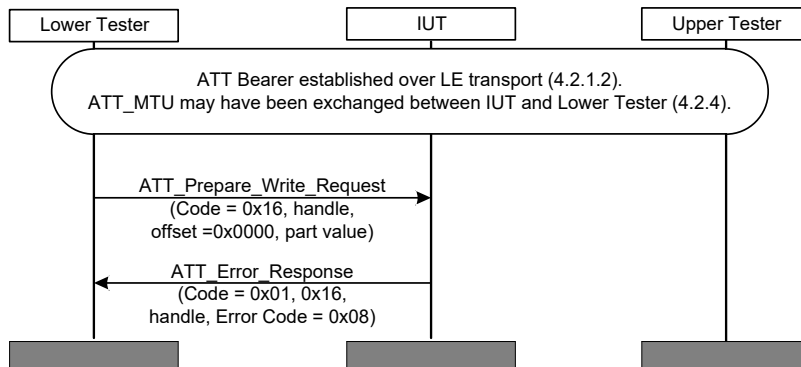 Lower Tester
IUT
Upper Tester
ATT Bearer established over LE transport (4.2.1.2).
ATT_MTU may have been exchanged between IUT and Lower Tester (4.2.4).
ATT_Prepare_Write_Request
(Code = 0x16, handle,
offset =0x0000, part value)
ATT_Error_Response
(Code = 0x01, 0x16,
handle, Error Code = 0x08)